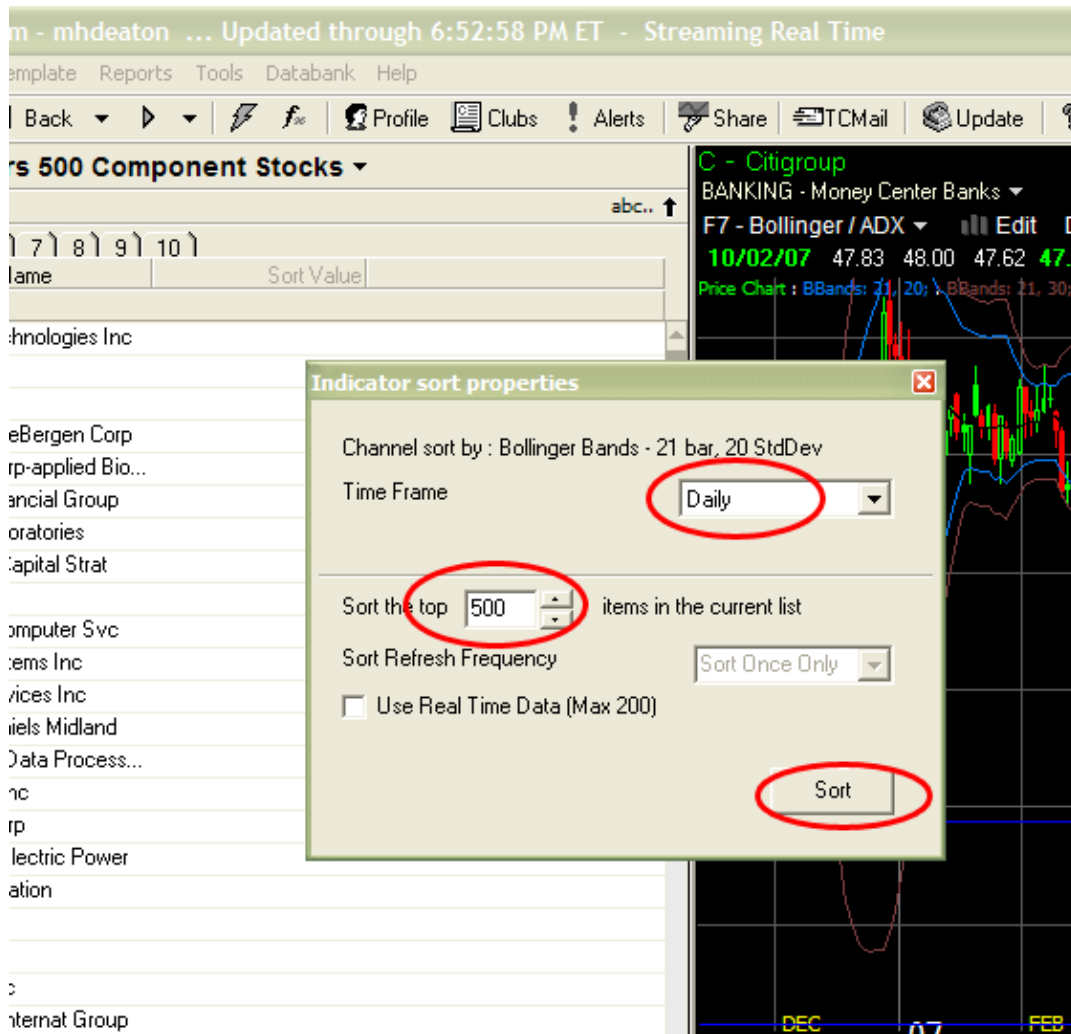 m - mhdeaton ... Updated through 6:52:58 PM ET - Streaming Real Time
emplate Reports Tools Databank Help
Back Profile Clubs Alerts Share TCMail Update
rs 500 Component Stocks
abc..
7 8 9 10
lame Sort Value
chnologies Inc
eBergen Corp
rp-applied Bio...
ancial Group
oratories
Capital Strat
omputer Svc
tems Inc
vices Inc
niels Midland
Data Process...
nc
rp
lectric Power
ation
c
nternat Group
C - Citigroup
BANKING - Money Center Banks
F7 - Bollinger / ADX Edit D
10/02/07 47.83 48.00 47.62 47.
Price Chart : BBands: 21, 20; : BBands: 21, 30;
Indicator sort properties
Channel sort by : Bollinger Bands - 21 bar, 20 StdDev
Time Frame Daily
Sort the top 500 items in the current list
Sort Refresh Frequency Sort Once Only
Use Real Time Data (Max 200)
Sort
DEC 07 FEB